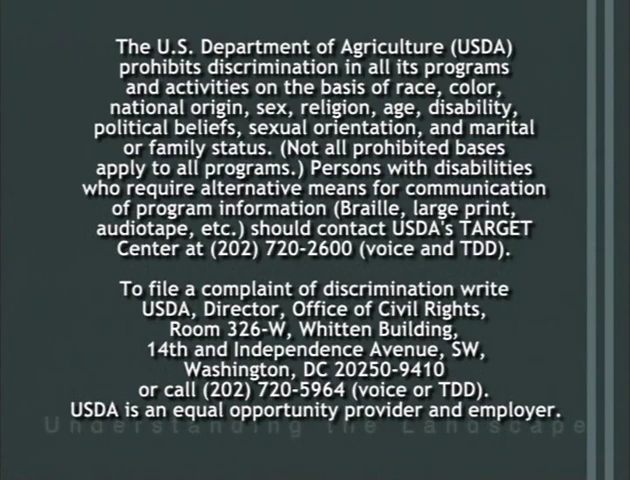 The U.S. Department of Agriculture (USDA)
prohibits discrimination in all its programs
and activities on the basis of race, color,
national origin, sex, religion, age, disability,
political beliefs, sexual orientation, and marital
or family status. (Not all prohibited bases
apply to all programs.) Persons with disabilities
who require alternative means for communication
of program information (Braille, large print,
audiotape, etc.) should contact USDA's TARGET
Center at (202) 720-2600 (voice and TDD).
To file a complaint of discrimination write
USDA, Director, Office of Civil Rights,
Room 326-W, Whitten Building,
14th and Independence Avenue, SW,
Washington, DC 20250-9410
or call (202) 720-5964 (voice or TDD).
USDA is an equal opportunity provider and employer.
Understanding the Landscape